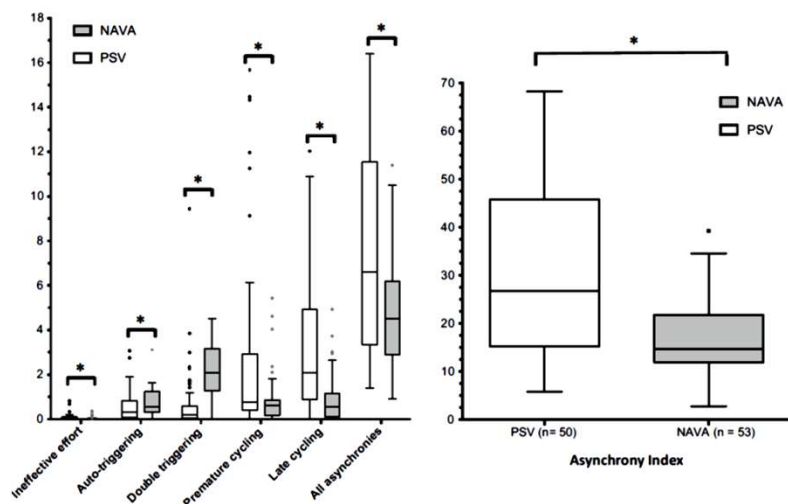 18
16
14
12
10
8
6
4
2
0
NAVA
PSV
*
*
*
*
*
*
Ineffective effort
Auto-triggering
Double triggering
Premature cycling
Late cycling
All asynchronies
70
60
50
40
30
20
10
0
*
NAVA
PSV
PSV (n= 50)
NAVA (n = 53)
Asynchrony Index